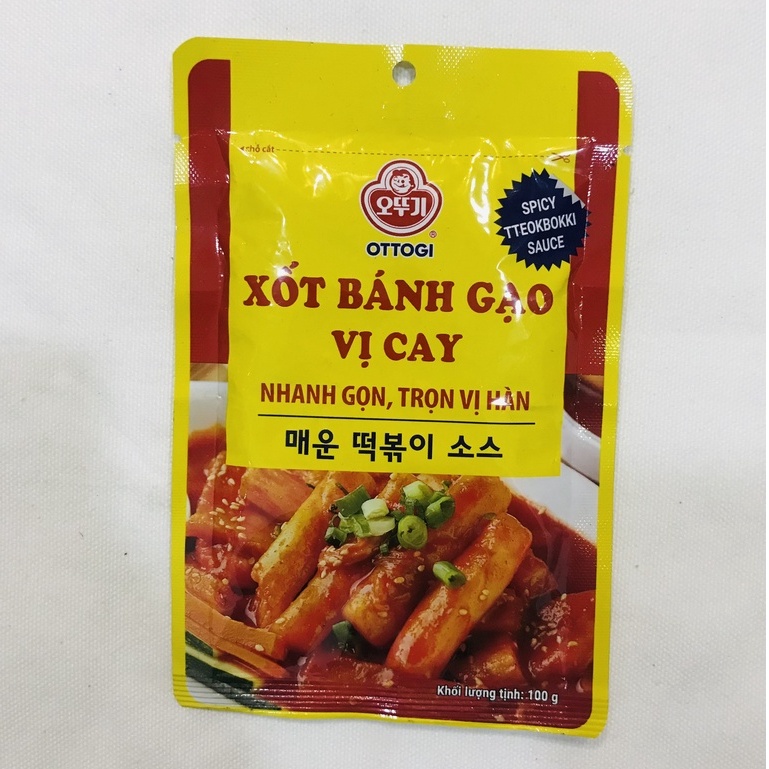 chỗ cắt
오뚜기
®
OTTOGI
SPICY
TTEOKBOKKI
SAUCE
XỐT BÁNH GẠO
VỊ CAY
NHANH GỌN, TRỌN VỊ HÀN
매운 떡볶이 소스
Khối lượng tịnh: 100 g